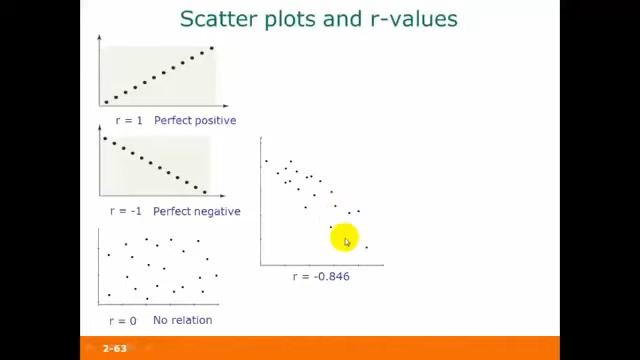 Scatter plots and r-values
r = 1 Perfect positive
r = -1 Perfect negative
r = 0 No relation
r = -0.846
2-63